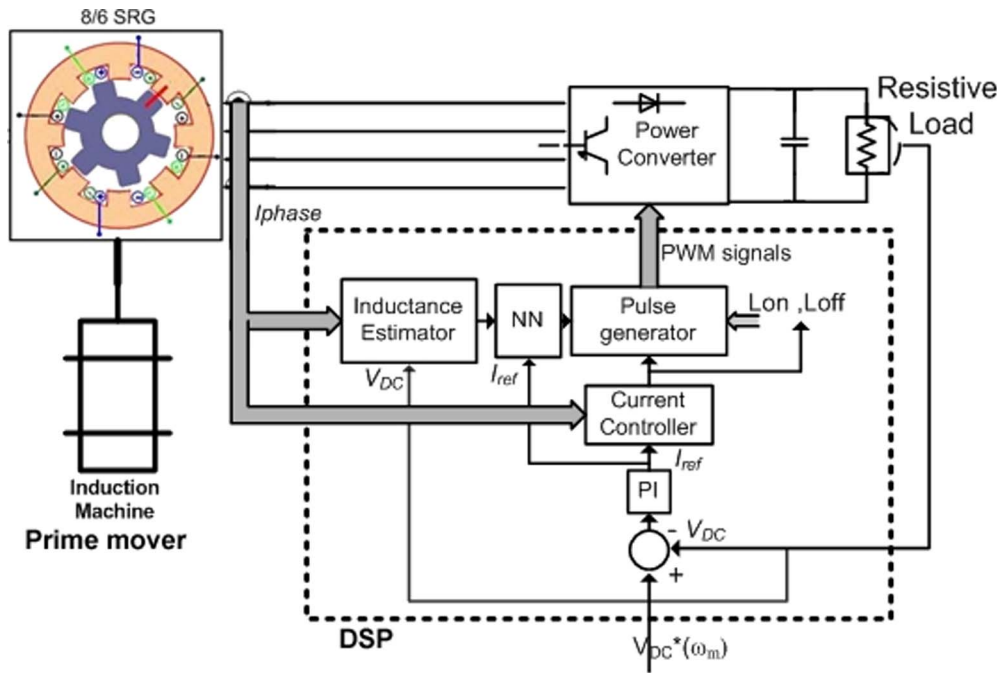 8/6 SRG
Resistive
Load
Power
Converter
Iphase
PWM signals
Inductance
Estimator
NN
Pulse
generator
Lon ,Loff
VDC
Iref
Current
Controller
Iref
PI
- VDC
+
Induction
Machine
Prime mover
DSP
VDC*(ωm)